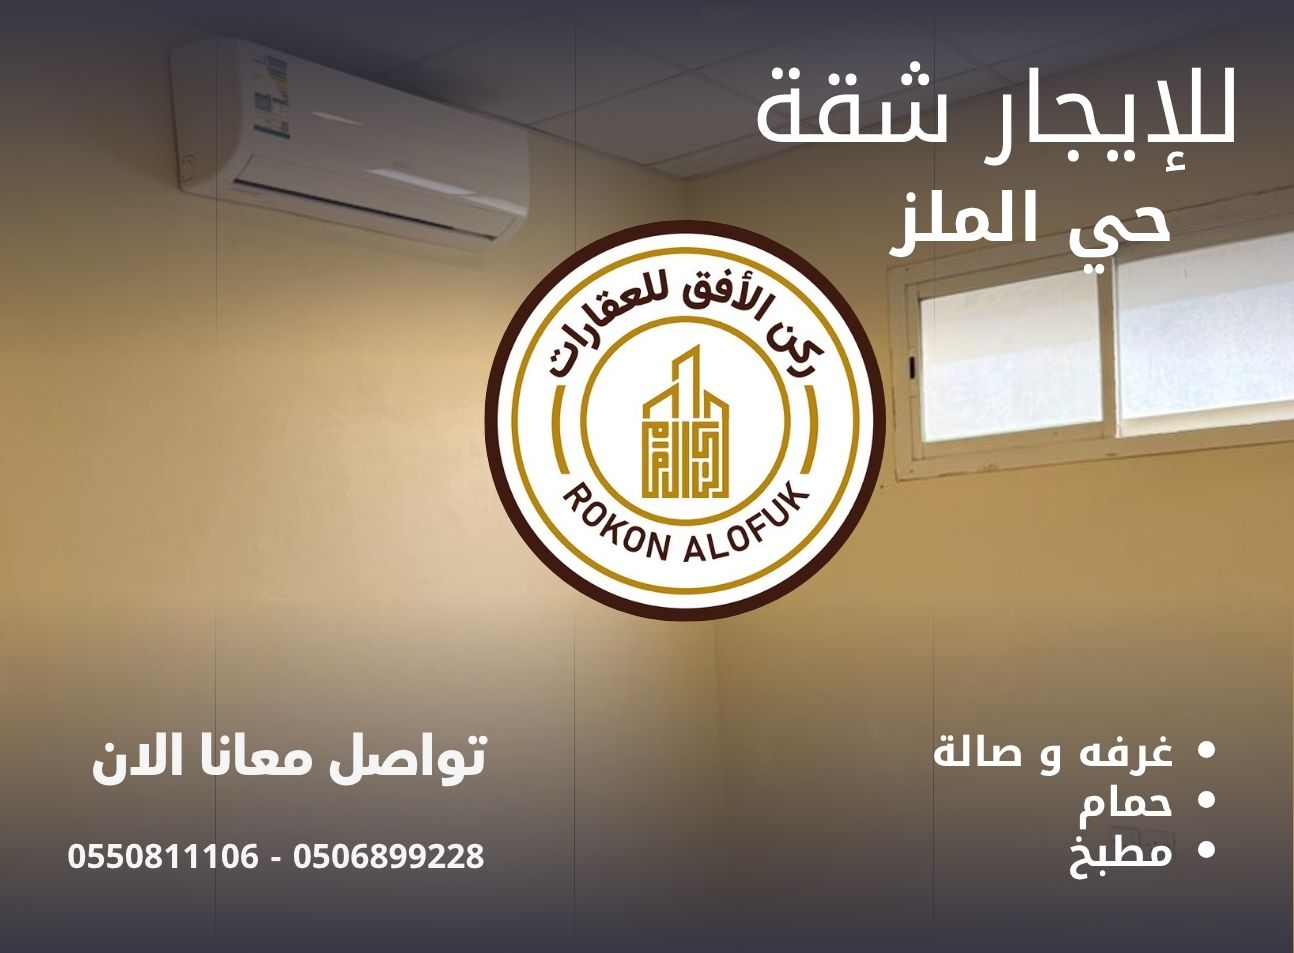 للإيجار شقة
حي الملز
ركن الأفق للعقارات
ROKON ALOFUK
غرفه و صالة
حمام
مطبخ
تواصل معانا الان
0550811106 - 0506899228